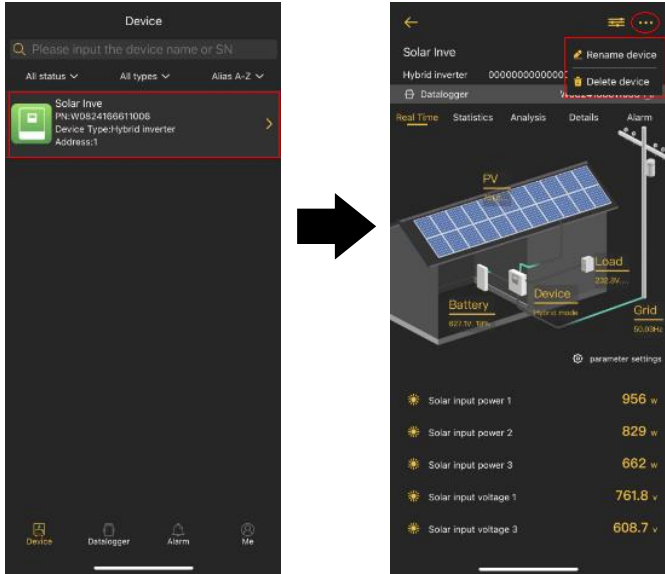 Device
Please input the device name or SN
All status
All types
Alias A-Z
Solar Inve
PN:W0824166611006
Device Type:Hybrid inverter
Address:1
Device
Datalogger
Alarm
Me
Solar Inve
Rename device
Hybrid inverter
Delete device
Datalogger
Real Time Statistics Analysis Details Alarm
PV
Load
Device
Battery
Hybrid mode
Grid
50.03Hz
parameter settings
Solar input power 1 956 w
Solar input power 2 829 w
Solar input power 3 662 w
Solar input voltage 1 761.8 v
Solar input voltage 3 608.7 v